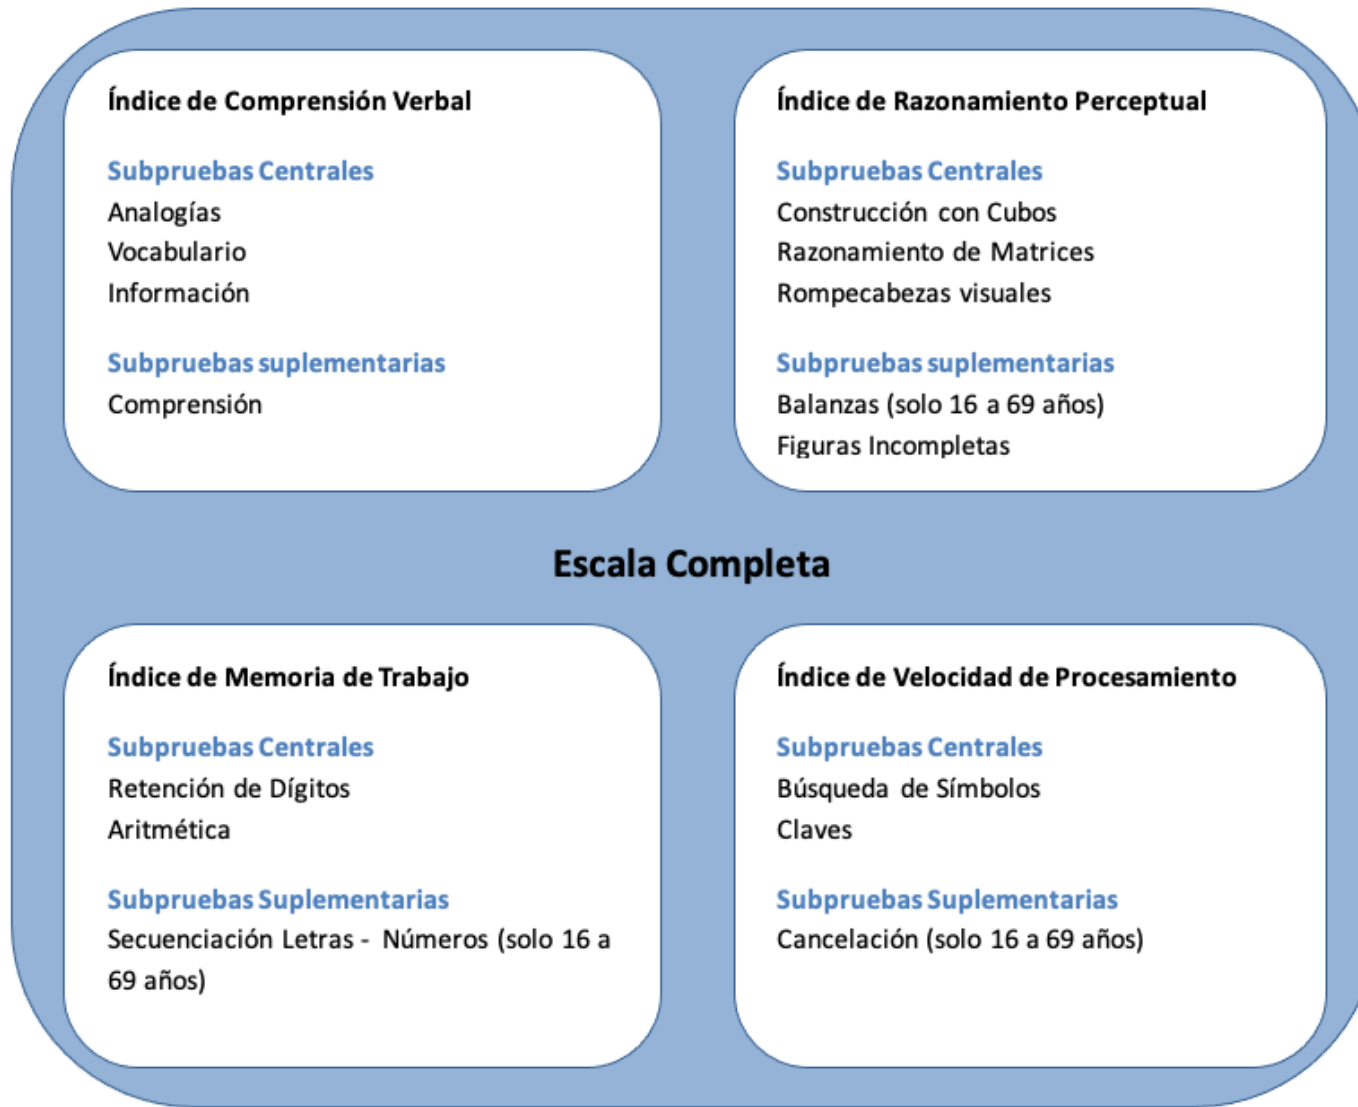 Índice de Comprensión Verbal
Subpruebas Centrales
Analogías
Vocabulario
Información
Subpruebas suplementarias
Comprensión
Índice de Razonamiento Perceptual
Subpruebas Centrales
Construcción con Cubos
Razonamiento de Matrices
Rompecabezas visuales
Subpruebas suplementarias
Balanzas (solo 16 a 69 años)
Figuras Incompletas
Escala Completa
Índice de Memoria de Trabajo
Subpruebas Centrales
Retención de Dígitos
Aritmética
Subpruebas Suplementarias
Secuenciación Letras - Números (solo 16 a
69 años)
Índice de Velocidad de Procesamiento
Subpruebas Centrales
Búsqueda de Símbolos
Claves
Subpruebas Suplementarias
Cancelación (solo 16 a 69 años)